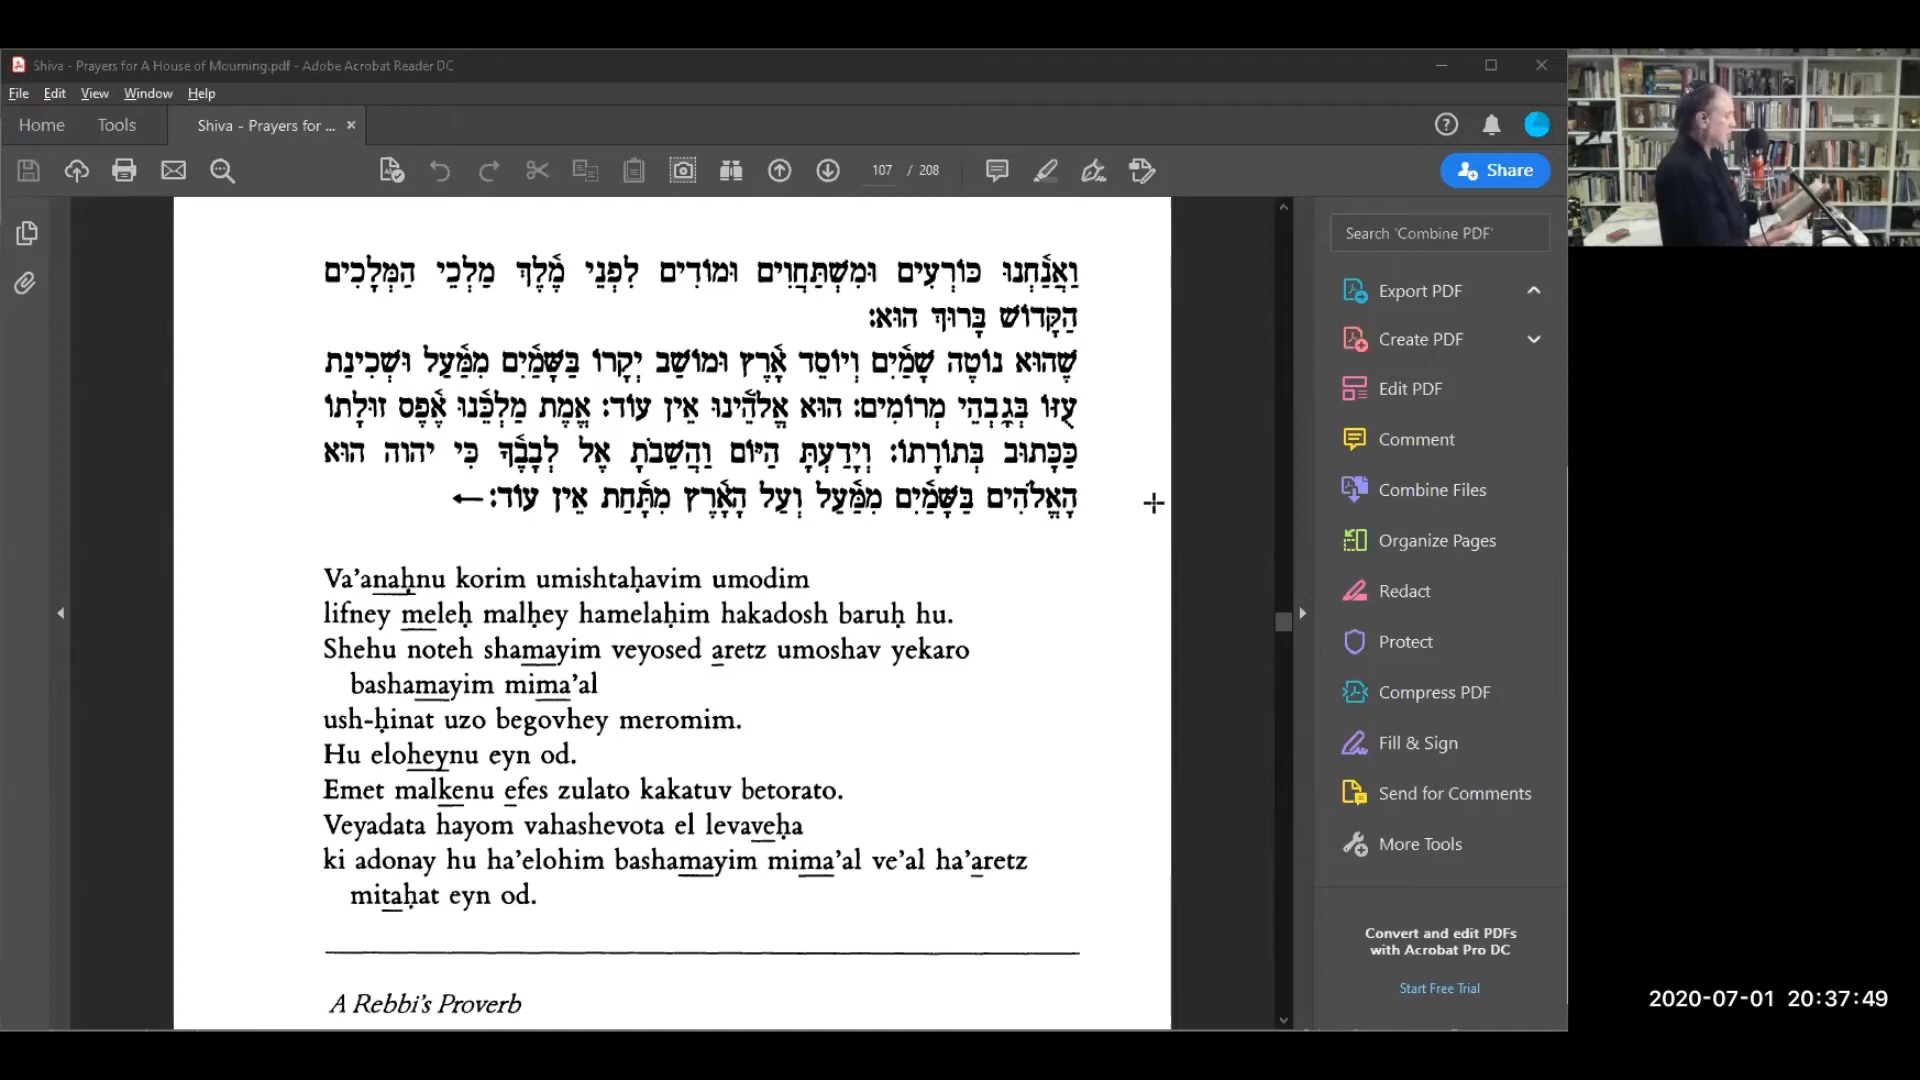 Shiva - Prayers for A House of Mourning.pdf - Adobe Acrobat Reader DC
File Edit View Window Help
Home Tools Shiva - Prayers for ... ×
107 / 208
Share
וַאֲנַ֫חְנוּ כּוֹרְעִים וּמִשְׁתַּחֲוִים וּמוֹדִים לִפְנֵי מֶ֫לֶךְ מַלְכֵי הַמְּלָכִים
הַקָּדוֹשׁ בָּרוּךְ הוּא:
שֶׁהוּא נוֹטֶה שָׁמַ֫יִם וְיוֹסֵד אָ֫רֶץ וּמוֹשַׁב יְקָרוֹ בַּשָּׁמַ֫יִם מִמַּ֫עַל וּשְׁכִינַת
עֻזּוֹ בְּגָבְהֵי מְרוֹמִים: הוּא אֱלֹהֵ֫ינוּ אֵין עוֹד: אֱמֶת מַלְכֵּ֫נוּ אֶ֫פֶס זוּלָתוֹ
כַּכָּתוּב בְּתוֹרָתוֹ: וְיָדַעְתָּ הַיּוֹם וַהֲשֵׁבֹתָ אֶל לְבָבֶ֫ךָ כִּי יהוה הוּא
הָאֱלֹהִים בַּשָּׁמַ֫יִם מִמַּ֫עַל וְעַל הָאָ֫רֶץ מִתָּ֫חַת אֵין עוֹד: ←
Va’anaḥnu korim umishtaḥavim umodim
lifney meleḥ malḥey hamelaḥim hakadosh baruḥ hu.
Shehu noteh shamayim veyosed aretz umoshav yekaro
bashamayim mima’al
ush-ḥinat uzo begovhey meromim.
Hu eloheynu eyn od.
Emet malkenu efes zulato kakatuv betorato.
Veyadata hayom vahashevota el levaveḥa
ki adonay hu ha’elohim bashamayim mima’al ve’al ha’aretz
mitaḥat eyn od.
A Rebbi’s Proverb
Search 'Combine PDF'
Export PDF
Create PDF
Edit PDF
Comment
Combine Files
Organize Pages
Redact
Protect
Compress PDF
Fill & Sign
Send for Comments
More Tools
Convert and edit PDFs
with Acrobat Pro DC
Start Free Trial
2020-07-01 20:37:49